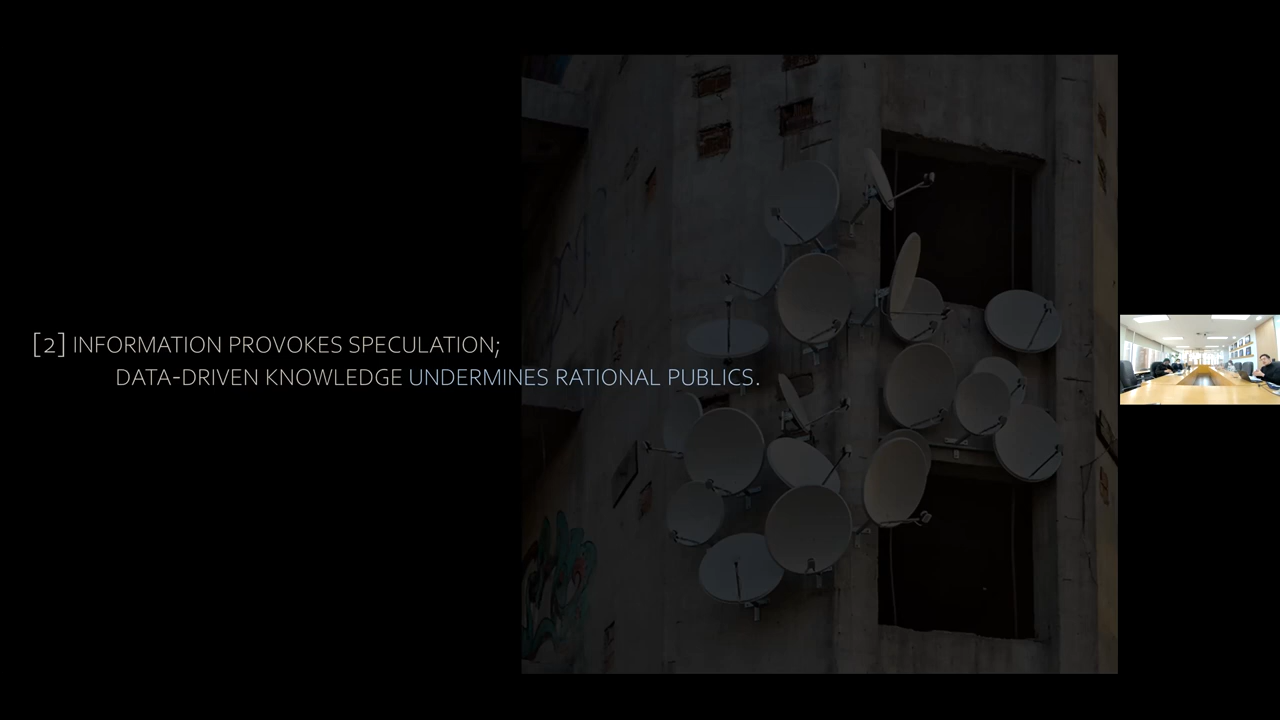 [2] INFORMATION PROVOKES SPECULATION;
DATA-DRIVEN KNOWLEDGE UNDERMINES RATIONAL PUBLICS.